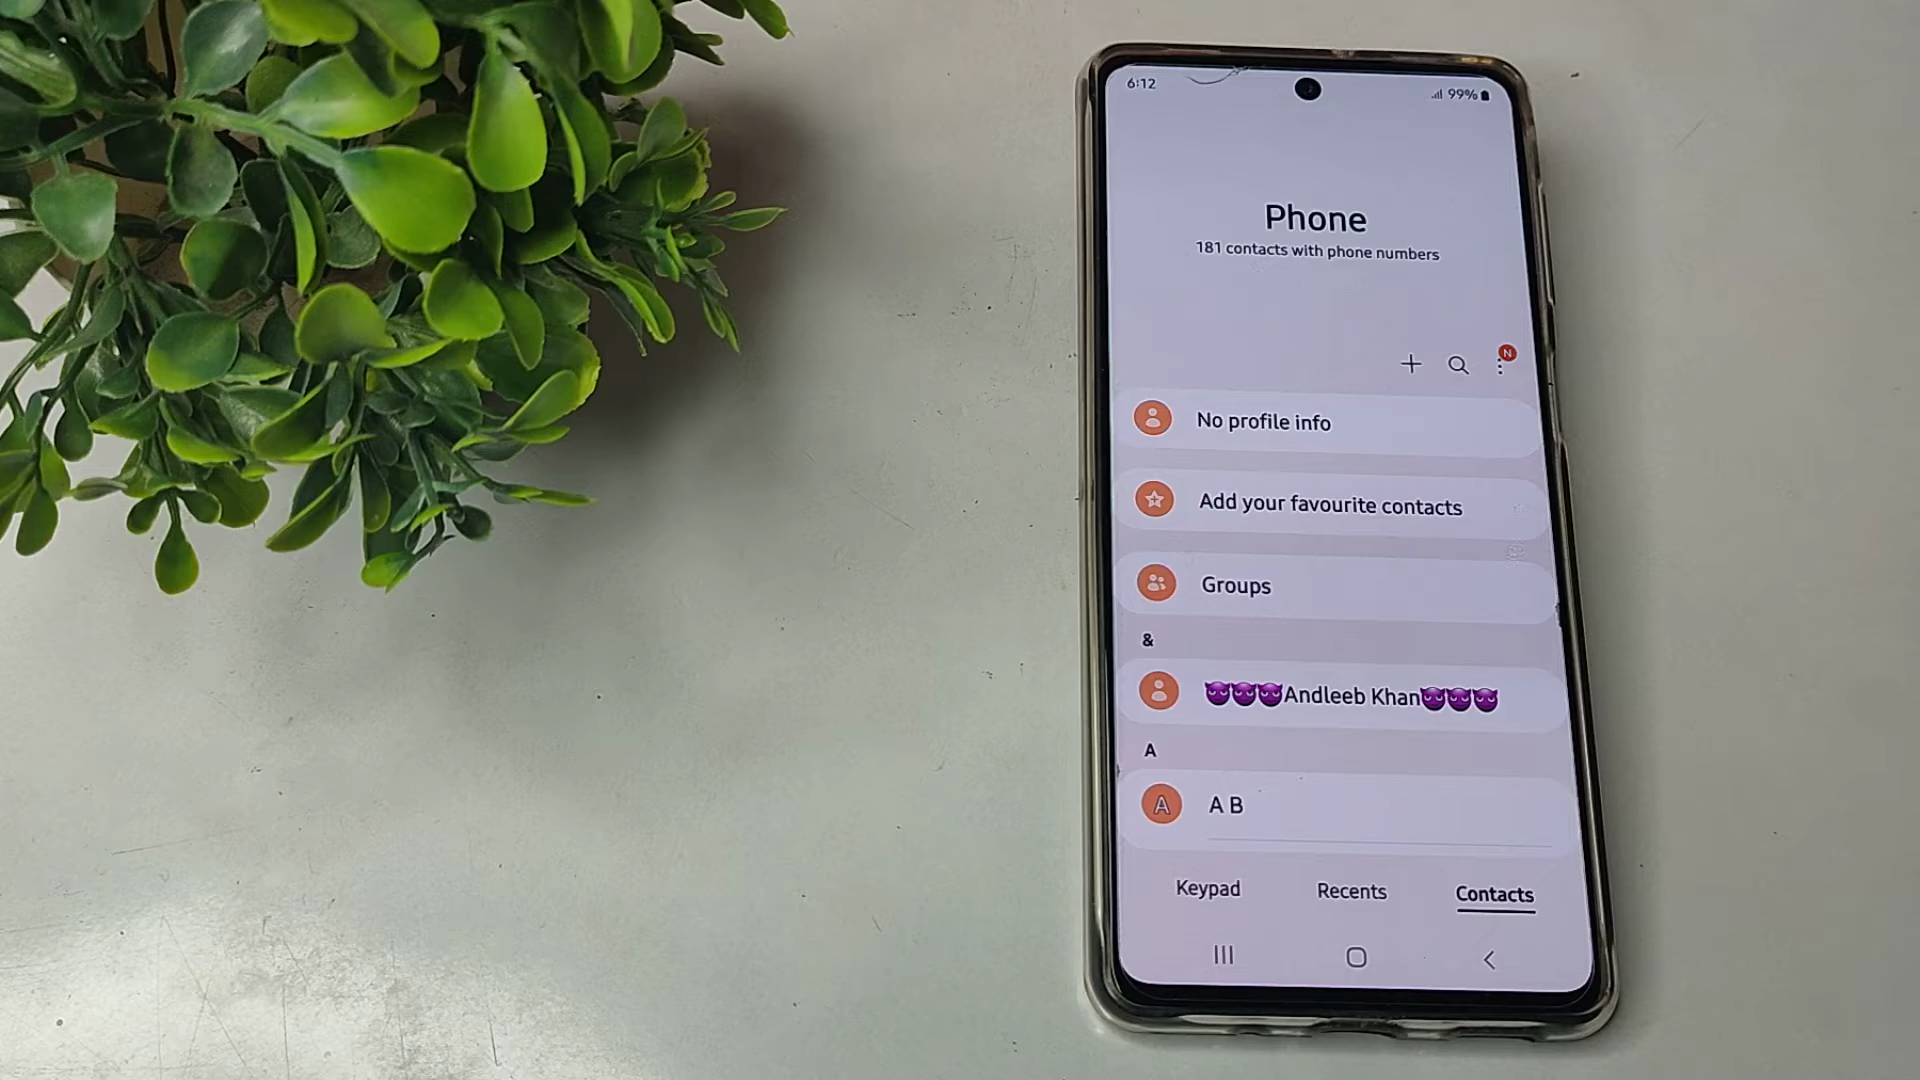 6:12
99%
Phone
181 contacts with phone numbers
N
No profile info
Add your favourite contacts
Groups
&
😈😈😈Andleeb Khan😈😈😈
A
A A B
Keypad Recents Contacts